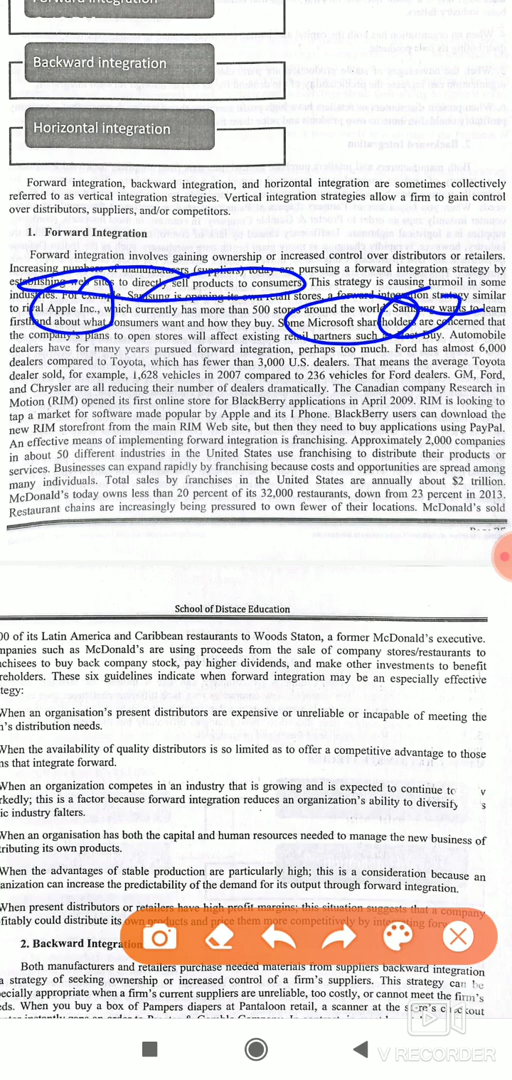 Forward integration
Backward integration
Horizontal integration
Forward integration, backward integration, and horizontal integration are sometimes collectively
referred to as vertical integration strategies. Vertical integration strategies allow a firm to gain control
over distributors, suppliers, and/or competitors.
1. Forward Integration
Forward integration involves gaining ownership or increased control over distributors or retailers.
Increasing numbers of manufacturers (suppliers) today are pursuing a forward integration strategy by
establishing web sites to directly sell products to consumers. This strategy is causing turmoil in some
industries. For example, Samsung is opening its own retail stores, a forward integration strategy similar
to rival Apple Inc., which currently has more than 500 stores around the world. Samsung wants to learn
firsthand about what consumers want and how they buy. Some Microsoft shareholders are concerned that
the company's plans to open stores will affect existing retail partners such Best Buy. Automobile
dealers have for many years pursued forward integration, perhaps too much. Ford has almost 6,000
dealers compared to Toyota, which has fewer than 3,000 U.S. dealers. That means the average Toyota
dealer sold, for example, 1,628 vehicles in 2007 compared to 236 vehicles for Ford dealers. GM, Ford,
and Chrysler are all reducing their number of dealers dramatically. The Canadian company Research in
Motion (RIM) opened its first online store for BlackBerry applications in April 2009. RIM is looking to
tap a market for software made popular by Apple and its I Phone. BlackBerry users can download the
new RIM storefront from the main RIM Web site, but then they need to buy applications using PayPal.
An effective means of implementing forward integration is franchising. Approximately 2,000 companies
in about 50 different industries in the United States use franchising to distribute their products or
services. Businesses can expand rapidly by franchising because costs and opportunities are spread among
many individuals. Total sales by franchises in the United States are annually about $2 trillion.
McDonald's today owns less than 20 percent of its 32,000 restaurants, down from 23 percent in 2013.
Restaurant chains are increasingly being pressured to own fewer of their locations. McDonald's sold
School of Distace Education
00 of its Latin America and Caribbean restaurants to Woods Staton, a former McDonald's executive.
mpanies such as McDonald's are using proceeds from the sale of company stores/restaurants to
nchisees to buy back company stock, pay higher dividends, and make other investments to benefit
reholders. These six guidelines indicate when forward integration may be an especially effective
tegy:
When an organisation's present distributors are expensive or unreliable or incapable of meeting the
n's distribution needs.
When the availability of quality distributors is so limited as to offer a competitive advantage to those
ns that integrate forward.
When an organization competes in an industry that is growing and is expected to continue to v
rkedly; this is a factor because forward integration reduces an organization's ability to diversify s
ic industry falters.
When an organisation has both the capital and human resources needed to manage the new business of
tributing its own products.
When the advantages of stable production are particularly high; this is a consideration because an
anization can increase the predictability of the demand for its output through forward integration.
When present distributors or retailers have high profit margins; this situation suggests that a company
fitably could distribute its own products and price them more competitively by integrating forw
2. Backward Integration
Both manufacturers and retailers purchase needed materials from suppliers backward integration
a strategy of seeking ownership or increased control of a firm's suppliers. This strategy can be
ecially appropriate when a firm's current suppliers are unreliable, too costly, or cannot meet the firm's
ds. When you buy a box of Pampers diapers at Pantaloon retail, a scanner at the store's checkout
V RECORDER